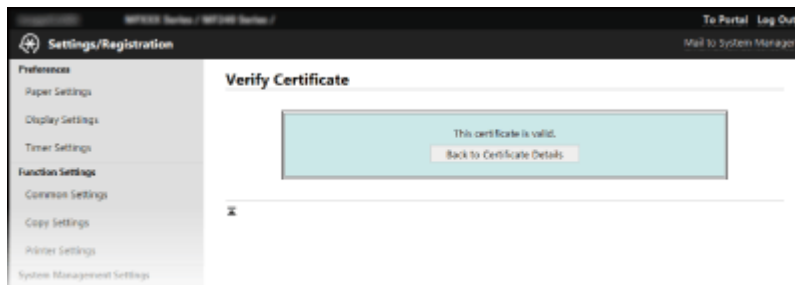 To Portal Log Out
Settings/Registration
Mail to System Manager
Preferences
Paper Settings
Display Settings
Timer Settings
Function Settings
Common Settings
Copy Settings
Printer Settings
System Management Settings
Verify Certificate
This certificate is valid.
Back to Certificate Details